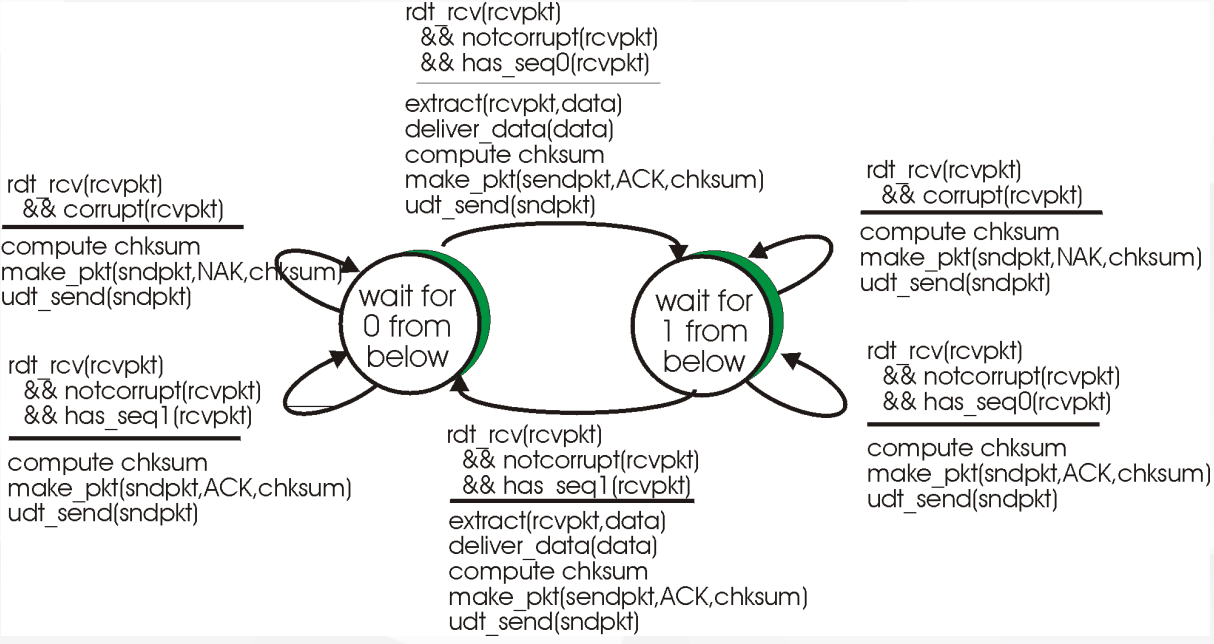 rdt_rcv(rcvpkt)
&& notcorrupt(rcvpkt)
&& has_seq0(rcvpkt)
extract(rcvpkt,data)
deliver_data(data)
compute chksum
make_pkt(sendpkt,ACK,chksum)
udt_send(sndpkt)
rdt_rcv(rcvpkt)
&& corrupt(rcvpkt)
compute chksum
make_pkt(sndpkt,NAK,chksum)
udt_send(sndpkt)
rdt_rcv(rcvpkt)
&& notcorrupt(rcvpkt)
&& has_seq1(rcvpkt)
compute chksum
make_pkt(sndpkt,ACK,chksum)
udt_send(sndpkt)
wait for
0 from
below
wait for
1 from
below
rdt_rcv(rcvpkt)
&& corrupt(rcvpkt)
compute chksum
make_pkt(sndpkt,NAK,chksum)
udt_send(sndpkt)
rdt_rcv(rcvpkt)
&& notcorrupt(rcvpkt)
&& has_seq0(rcvpkt)
compute chksum
make_pkt(sndpkt,ACK,chksum)
udt_send(sndpkt)
rdt_rcv(rcvpkt)
&& notcorrupt(rcvpkt)
&& has_seq1(rcvpkt)
extract(rcvpkt,data)
deliver_data(data)
compute chksum
make_pkt(sendpkt,ACK,chksum)
udt_send(sndpkt)